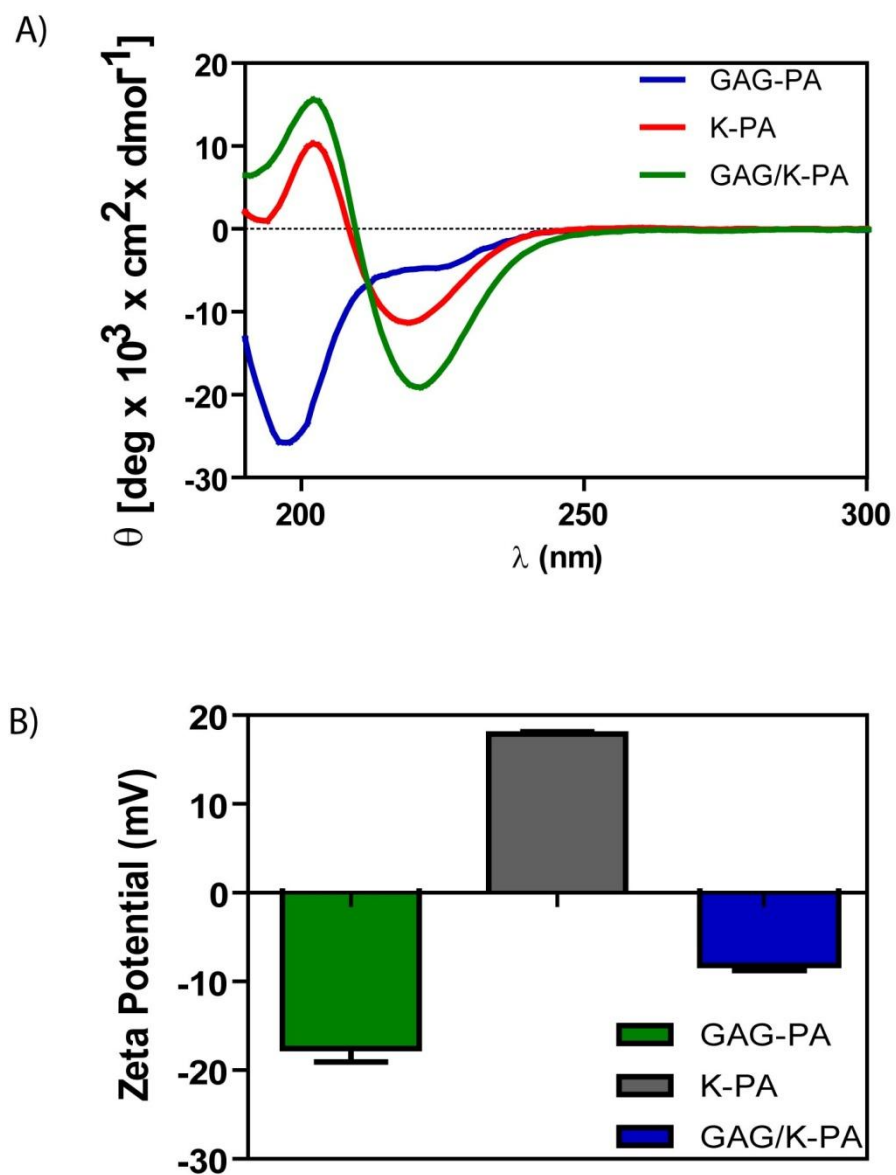 A)
θ [deg x 10³ x cm² x dmol⁻¹]
20
10
0
-10
-20
-30
200
250
300
λ (nm)
GAG-PA
K-PA
GAG/K-PA
B)
Zeta Potential (mV)
20
10
0
-10
-20
-30
GAG-PA
K-PA
GAG/K-PA